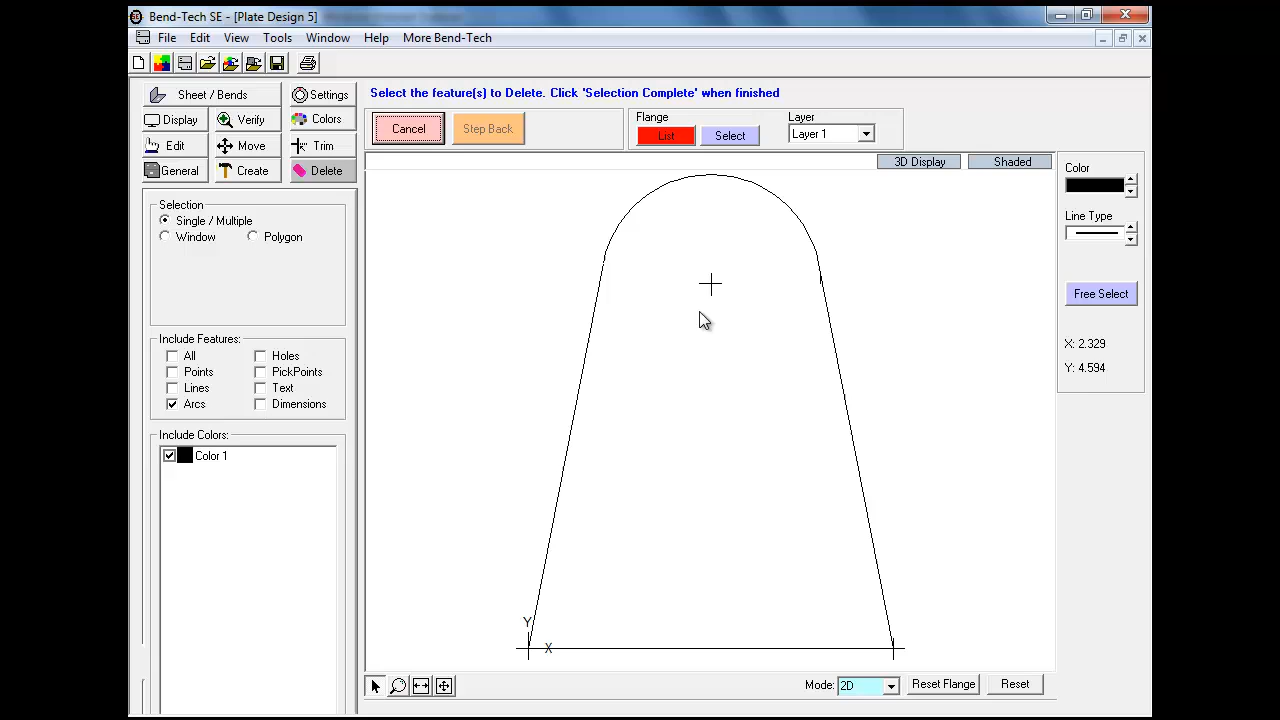 Bend-Tech SE - [Plate Design 5]
File Edit View Tools Window Help More Bend-Tech
Sheet / Bends Settings
Display Verify Colors
Edit Move Trim
General Create Delete
Select the feature(s) to Delete. Click 'Selection Complete' when finished
Cancel Step Back
Flange
List Select
Layer
Layer 1
3D Display Shaded
Selection
Single / Multiple
Window Polygon
Include Features:
All Holes
Points PickPoints
Lines Text
Arcs Dimensions
Include Colors:
Color 1
Y
X
Color
Line Type
Free Select
X: 2.329
Y: 4.594
Mode: 2D Reset Flange Reset